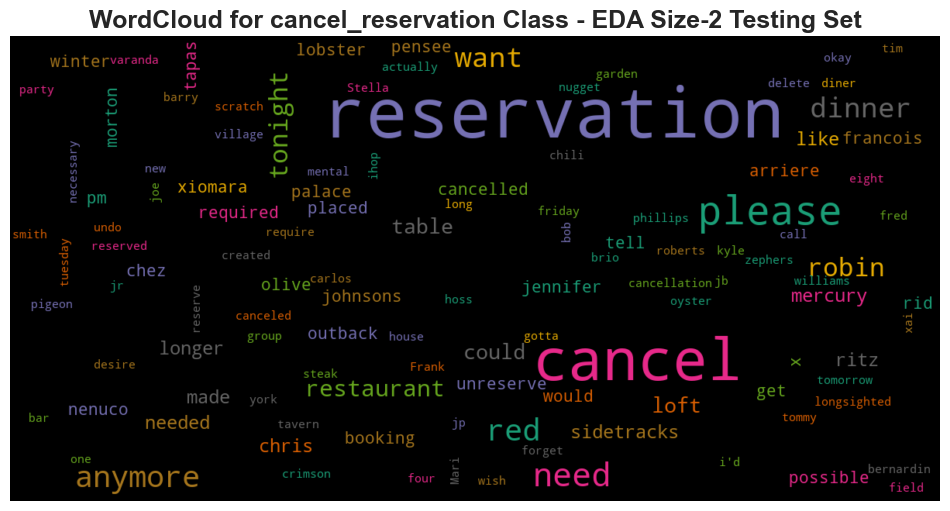 WordCloud for cancel_reservation Class - EDA Size-2 Testing Set
winter varanda tapas lobster pensee actually want tim okay
party barry scratch Stella garden nugget delete diner
morton village tonight reservation dinner
necessary new joe mental ihop chili like francois
pm xiomara palace cancelled arriere eight
required placed long friday phillips please fred
smith undo require table tell bob call
tuesday reserved created brio roberts kyle zephers robin
jr chez olive carlos jennifer cancellation jb williams
pigeon reserve johnsons hoss oyster mercury rid
canceled group outback house gotta xai
desire longer steak could cancel x ritz
nenuco made york restaurant Frank unreserve would get tomorrow
bar needed tavern booking jp red loft longsighted tommy
one chris forget sidetracks
anymore crimson four Mari wish need i'd possible bernardin field